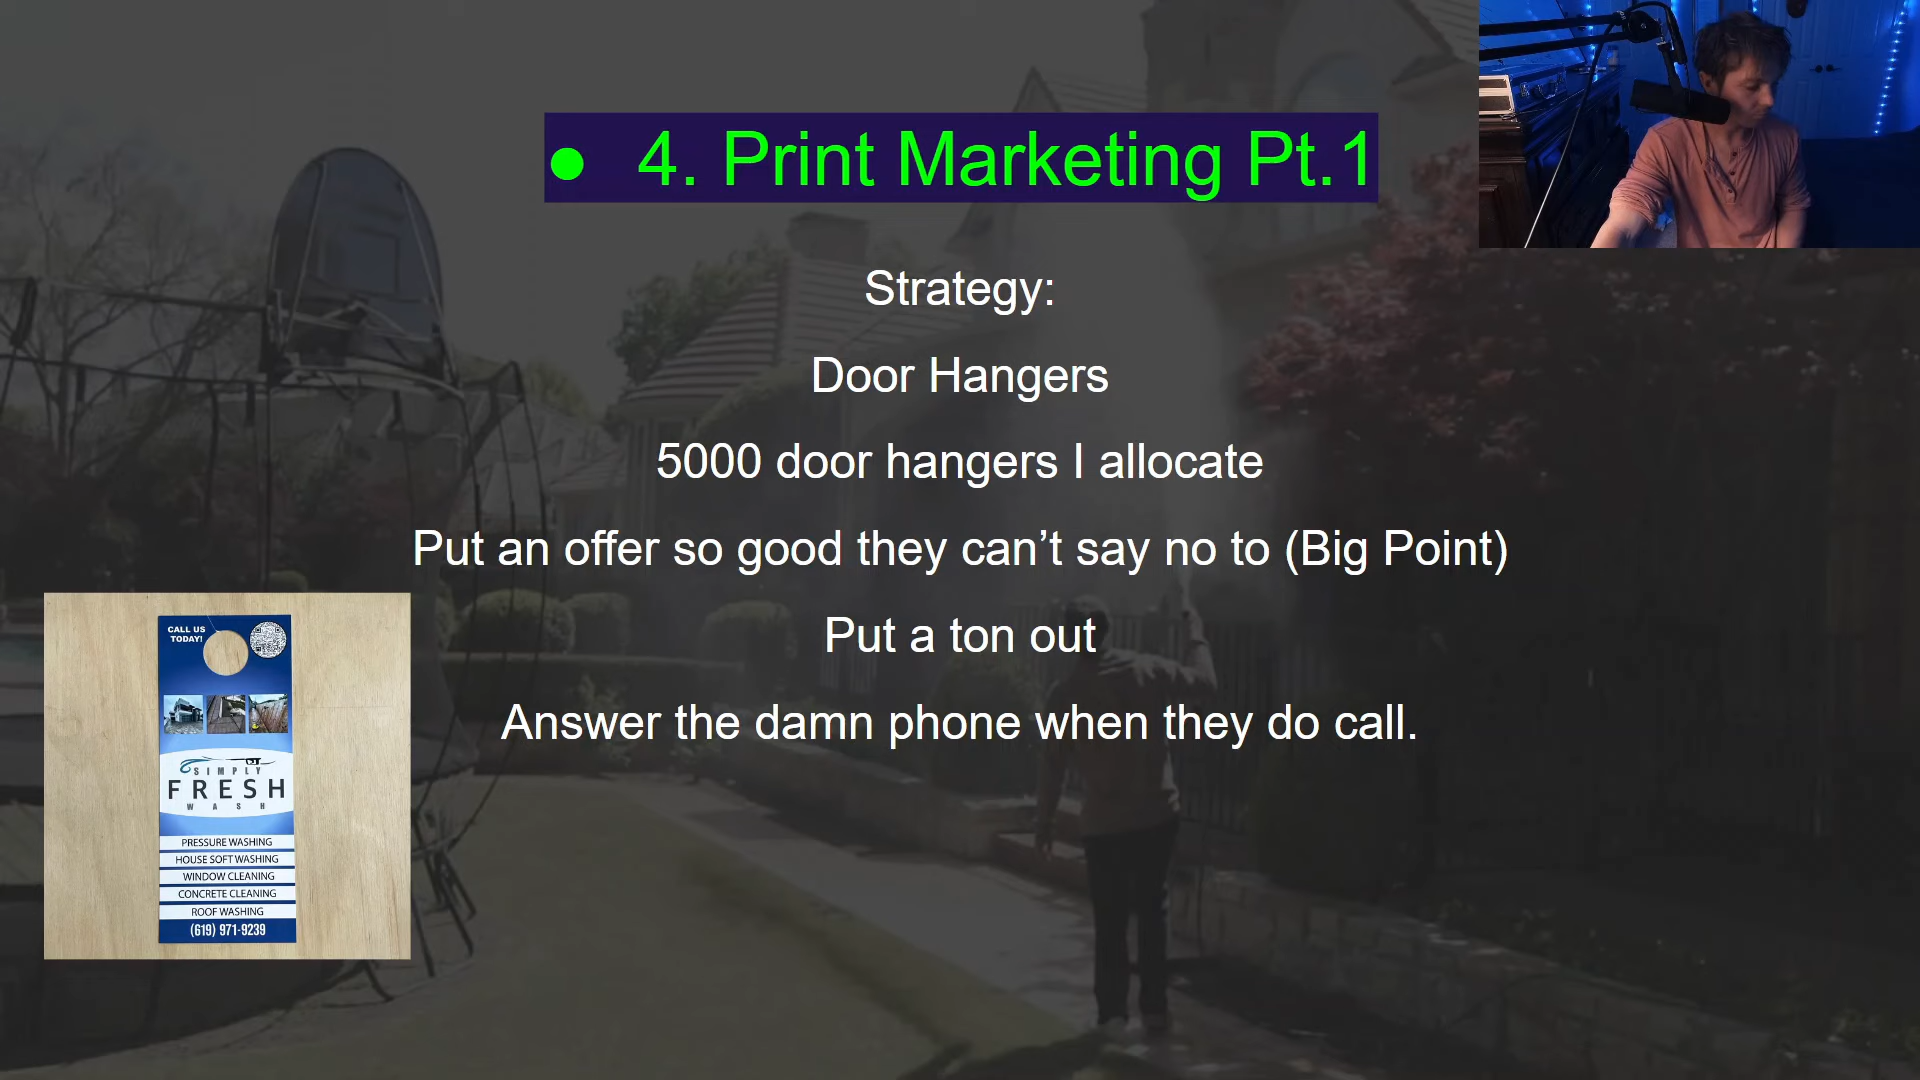 ● 4. Print Marketing Pt.1
Strategy:
Door Hangers
5000 door hangers I allocate
Put an offer so good they can’t say no to (Big Point)
Put a ton out
Answer the damn phone when they do call.
CALL US
TODAY!
SIMPLY
FRESH
WASH
PRESSURE WASHING
HOUSE SOFT WASHING
WINDOW CLEANING
CONCRETE CLEANING
ROOF WASHING
(619) 971-9239